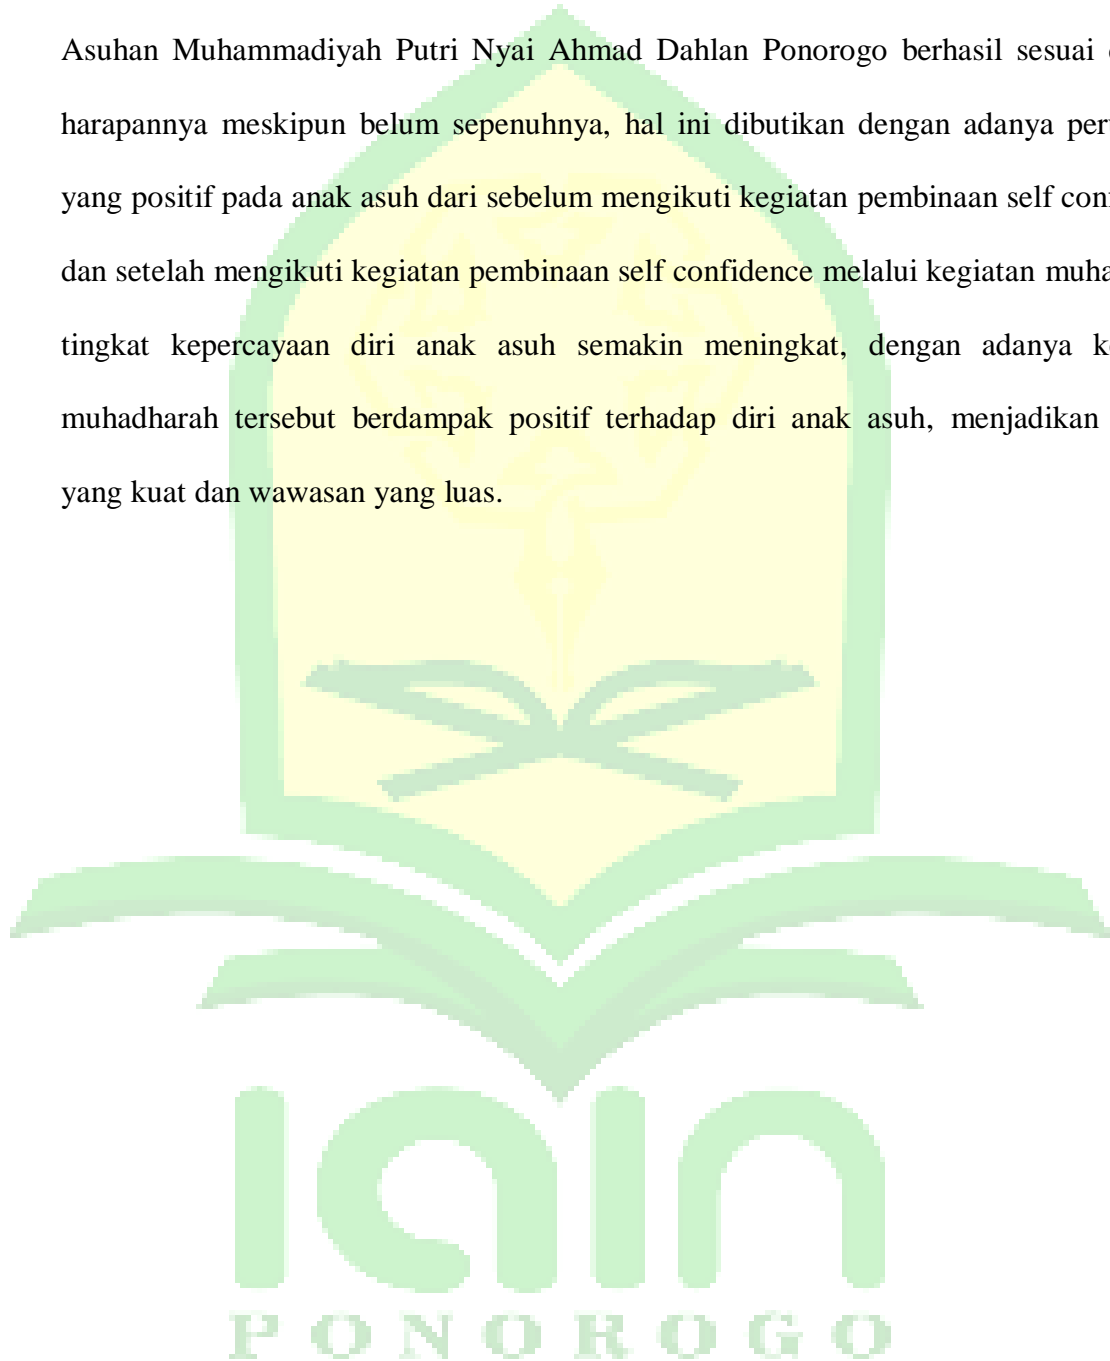 Asuhan Muhammadiyah Putri Nyai Ahmad Dahlan Ponorogo berhasil sesuai
harapannya meskipun belum sepenuhnya, hal ini dibutikan dengan adanya
yang positif pada anak asuh dari sebelum mengikuti kegiatan pembinaan self
dan setelah mengikuti kegiatan pembinaan self confidence melalui kegiatan
tingkat kepercayaan diri anak asuh semakin meningkat, dengan adanya
muhadharah tersebut berdampak positif terhadap diri anak asuh, menjadikan
yang kuat dan wawasan yang luas.
iain
PONOROGO